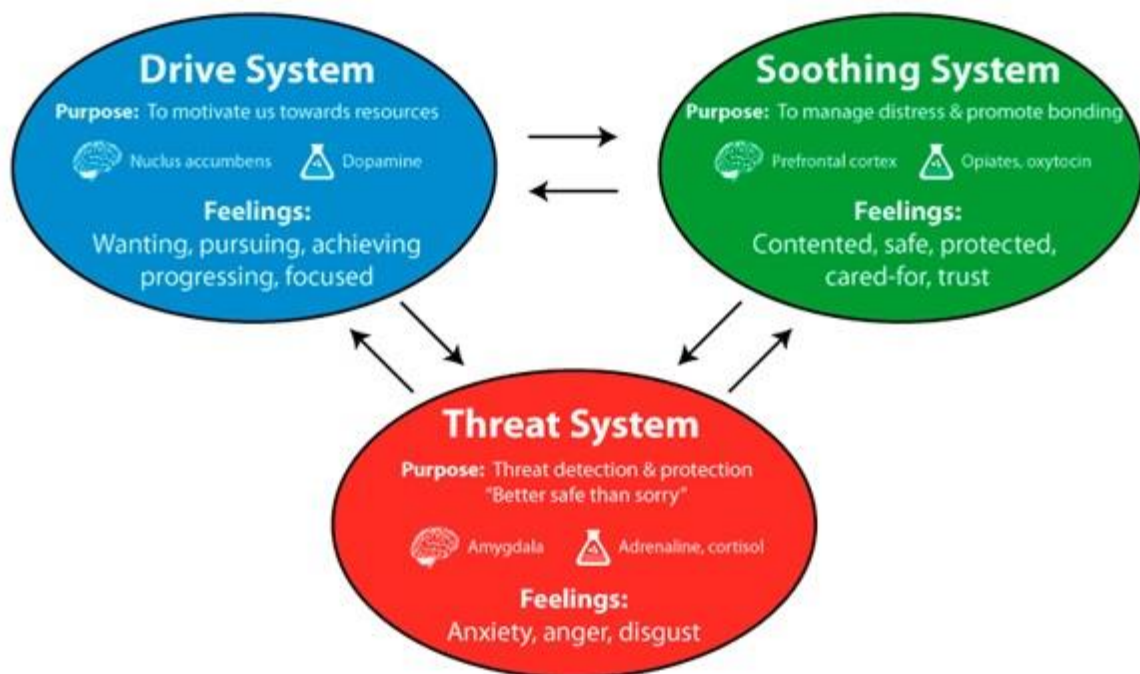 Drive System
Purpose: To motivate us towards resources
Nuclus accumbens
Dopamine
Feelings:
Wanting, pursuing, achieving
progressing, focused
Soothing System
Purpose: To manage distress & promote bonding
Prefrontal cortex
Opiates, oxytocin
Feelings:
Contented, safe, protected,
cared-for, trust
Threat System
Purpose: Threat detection & protection
"Better safe than sorry"
Amygdala
Adrenaline, cortisol
Feelings:
Anxiety, anger, disgust